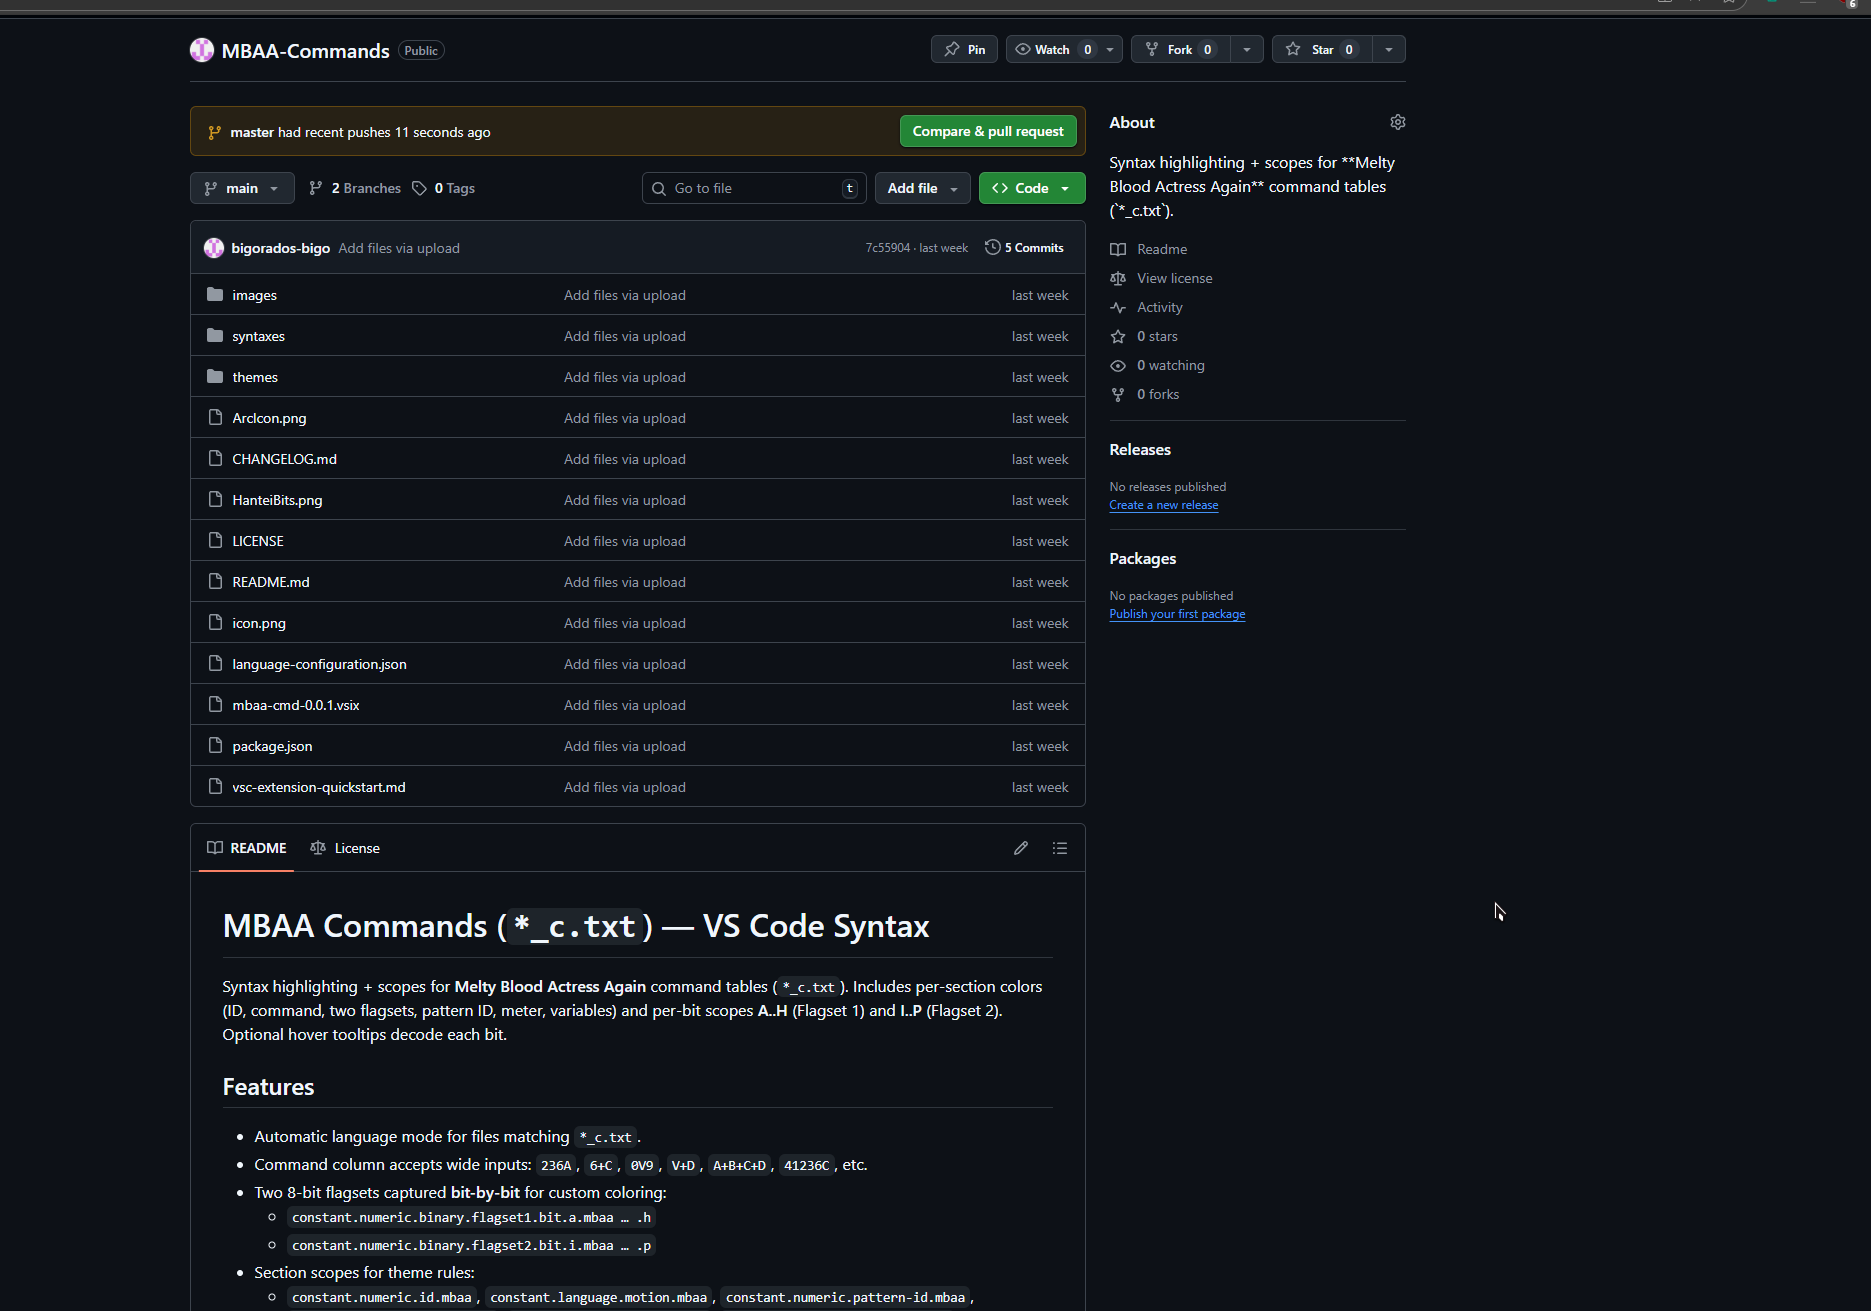 6
MBAA-Commands Public
Pin
Watch 0
Fork 0
Star 0
master had recent pushes 11 seconds ago
Compare & pull request
main
2 Branches
0 Tags
Go to file
t
Add file
<> Code
bigorados-bigo Add files via upload
7c55904 · last week
5 Commits
images Add files via upload last week
syntaxes Add files via upload last week
themes Add files via upload last week
ArcIcon.png Add files via upload last week
CHANGELOG.md Add files via upload last week
HanteiBits.png Add files via upload last week
LICENSE Add files via upload last week
README.md Add files via upload last week
icon.png Add files via upload last week
language-configuration.json Add files via upload last week
mbaa-cmd-0.0.1.vsix Add files via upload last week
package.json Add files via upload last week
vsc-extension-quickstart.md Add files via upload last week
README
License
MBAA Commands (*_c.txt) — VS Code Syntax
Syntax highlighting + scopes for Melty Blood Actress Again command tables (*_c.txt). Includes per-section colors
(ID, command, two flagsets, pattern ID, meter, variables) and per-bit scopes A..H (Flagset 1) and I..P (Flagset 2).
Optional hover tooltips decode each bit.
Features
• Automatic language mode for files matching *_c.txt.
• Command column accepts wide inputs: 236A, 6+C, 0V9, V+D, A+B+C+D, 41236C, etc.
• Two 8-bit flagsets captured bit-by-bit for custom coloring:
○ constant.numeric.binary.flagset1.bit.a.mbaa … .h
○ constant.numeric.binary.flagset2.bit.i.mbaa … .p
• Section scopes for theme rules:
○ constant.numeric.id.mbaa, constant.language.motion.mbaa, constant.numeric.pattern-id.mbaa,
About
Syntax highlighting + scopes for **Melty
Blood Actress Again** command tables
(`*_c.txt`).
Readme
View license
Activity
0 stars
0 watching
0 forks
Releases
No releases published
Create a new release
Packages
No packages published
Publish your first package